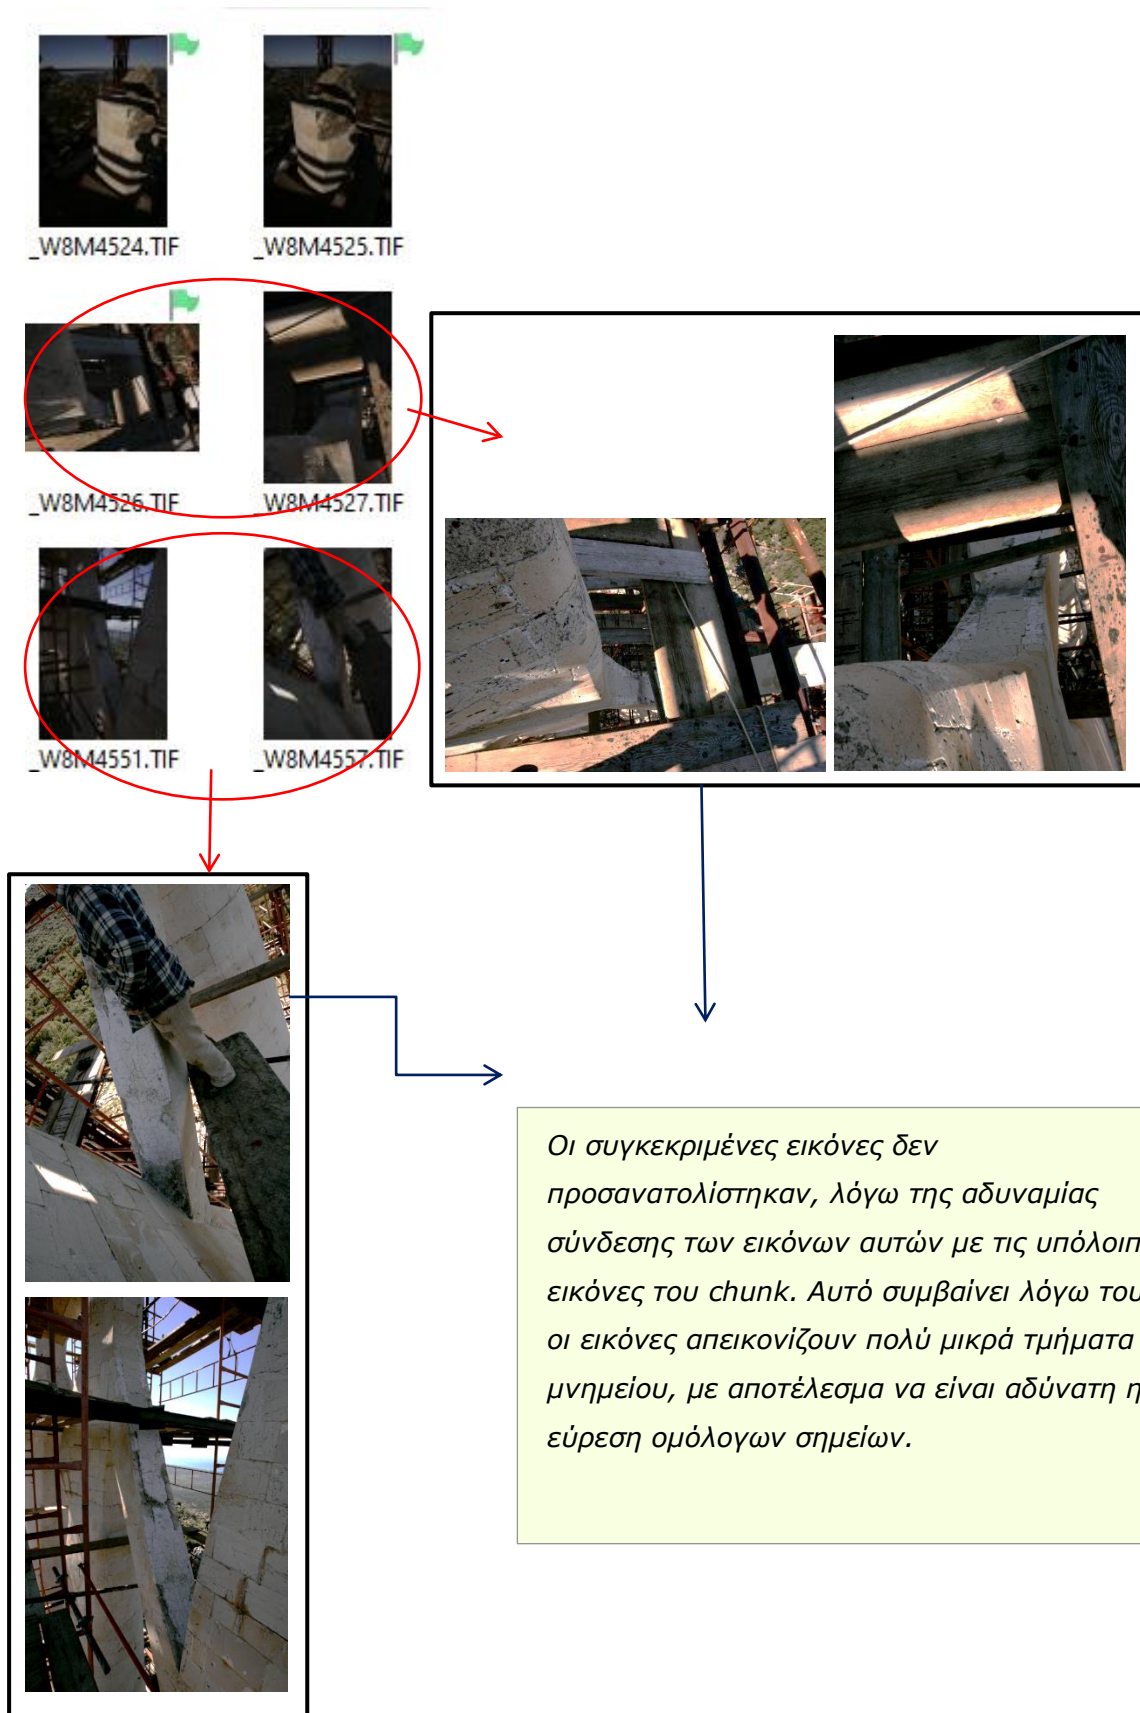 _W8M4524.TIF
_W8M4525.TIF
_W8M4526.TIF
_W8M4527.TIF
_W8M4551.TIF
_W8M4557.TIF
Οι συγκεκριμένες εικόνες δεν
προσανατολίστηκαν, λόγω της αδυναμίας
σύνδεσης των εικόνων αυτών με τις
εικόνες του chunk. Αυτό συμβαίνει λόγω του
οι εικόνες απεικονίζουν πολύ μικρά τμήματα
μνημείου, με αποτέλεσμα να είναι αδύνατη η
εύρεση ομόλογων σημείων.